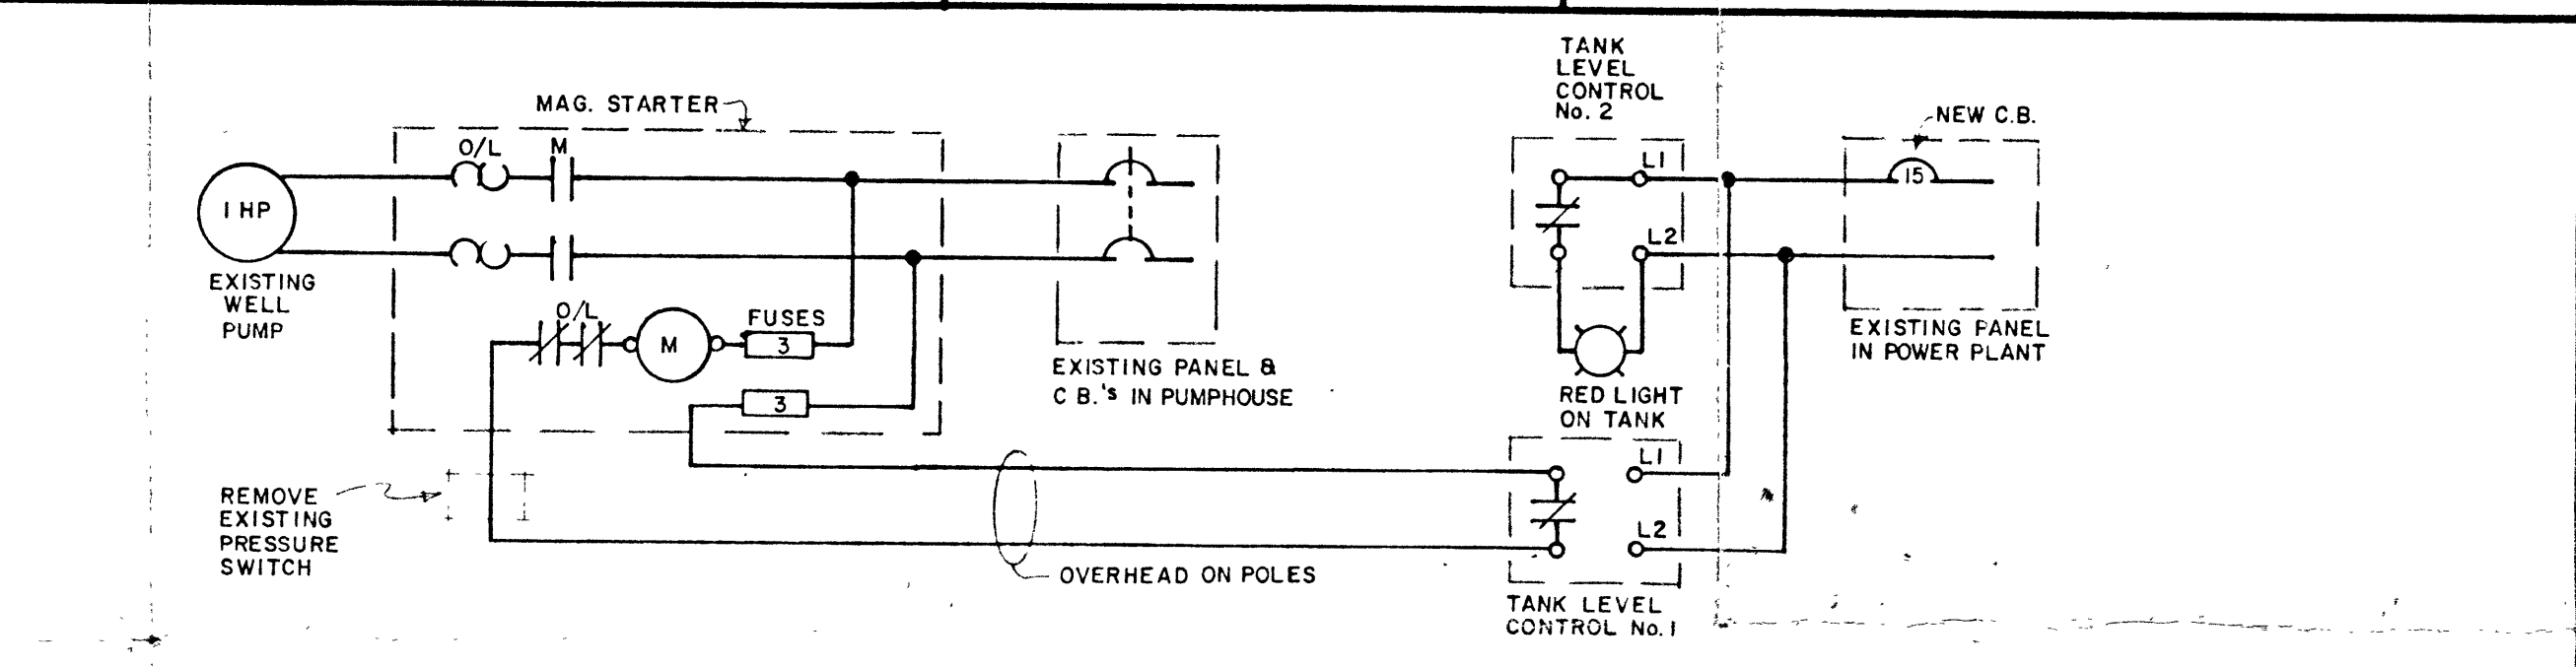 MAG. STARTER
O/L
M
1 HP
EXISTING
WELL
PUMP
O/L
M
FUSES
3
3
EXISTING PANEL &
C B.'s IN PUMPHOUSE
REMOVE
EXISTING
PRESSURE
SWITCH
OVERHEAD ON POLES
TANK
LEVEL
CONTROL
No. 2
L1
L2
RED LIGHT
ON TANK
L1
L2
TANK LEVEL
CONTROL No. 1
NEW C.B.
15
EXISTING PANEL
IN POWER PLANT